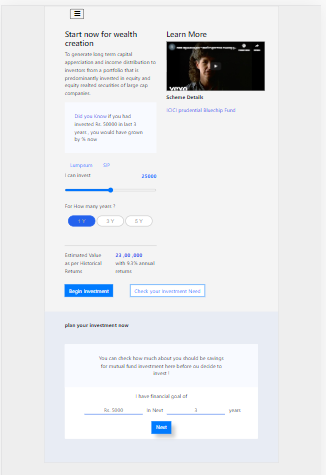 Start now for wealth
creation
To generate long term capital
appreciation and income distribution to
investors from a portfolio that is
predominantly invested in equity and
equity realted securities of large cap
companies
Did you Know If you had
invested Rs. 50000 in last 3
years , you would have grown
by % now
Lumpsum SIP
I can invest 25000
For How many years ?
1 Y 3 Y 5 Y
Estimated Value
as per Historical
Returns
23 ,00 ,000
with 9.3% annual
returns
Begin Investment Check your Investment Need
Learn More
vevo
Scheme Details
ICICI prudential Bluechip Fund
plan your investment now
You can check how much about you should be savings
for mutual fund investment here before ou decide to
invest !
I have financial goal of
Rs. 5000 in Next 3 years
Next